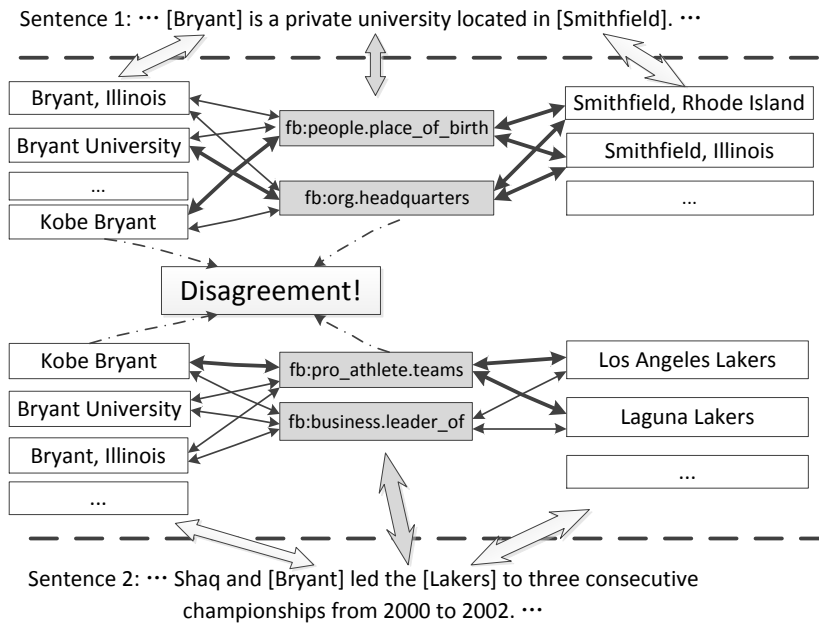 Sentence 1: ··· [Bryant] is a private university located in [Smithfield]. ···
Bryant, Illinois
Bryant University
...
Kobe Bryant
fb:people.place_of_birth
fb:org.headquarters
Smithfield, Rhode Island
Smithfield, Illinois
...
Disagreement!
Kobe Bryant
Bryant University
Bryant, Illinois
...
fb:pro_athlete.teams
fb:business.leader_of
Los Angeles Lakers
Laguna Lakers
...
Sentence 2: ··· Shaq and [Bryant] led the [Lakers] to three consecutive
championships from 2000 to 2002. ···